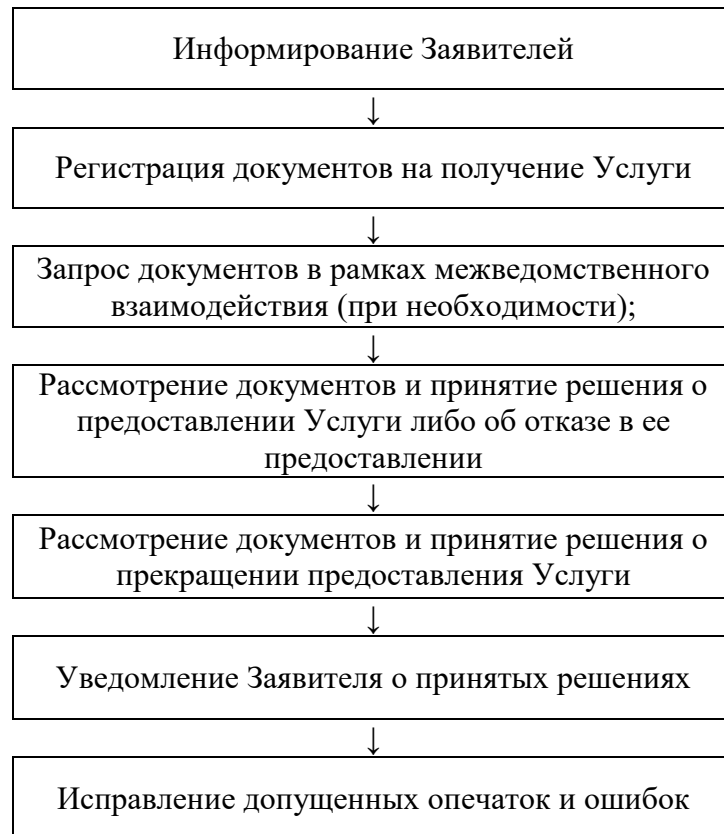 Информирование Заявителей
↓
Регистрация документов на получение Услуги
↓
Запрос документов в рамках межведомственного
взаимодействия (при необходимости);
↓
Рассмотрение документов и принятие решения о
предоставлении Услуги либо об отказе в ее
предоставлении
↓
Рассмотрение документов и принятие решения о
прекращении предоставления Услуги
↓
Уведомление Заявителя о принятых решениях
↓
Исправление допущенных опечаток и ошибок